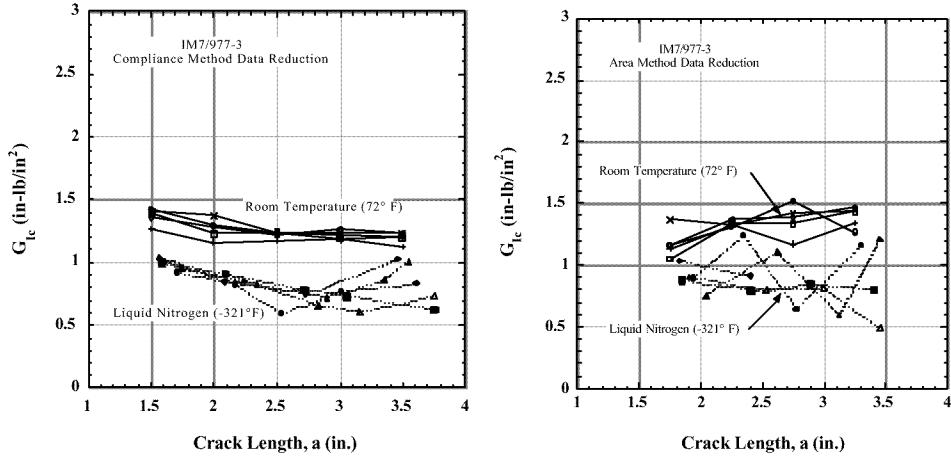 3
2.5
2
1.5
1
0.5
0
G Ic (in-lb/in²)
IM7/977-3
Compliance Method Data Reduction
Room Temperature (72° F)
Liquid Nitrogen (-321°F)
1 1.5 2 2.5 3 3.5 4
Crack Length, a (in.)
3
2.5
2
1.5
1
0.5
0
G Ic (in-lb/in²)
IM7/977-3
Area Method Data Reduction
Room Temperature (72° F)
Liquid Nitrogen (-321° F)
1 1.5 2 2.5 3 3.5 4
Crack Length, a (in.)